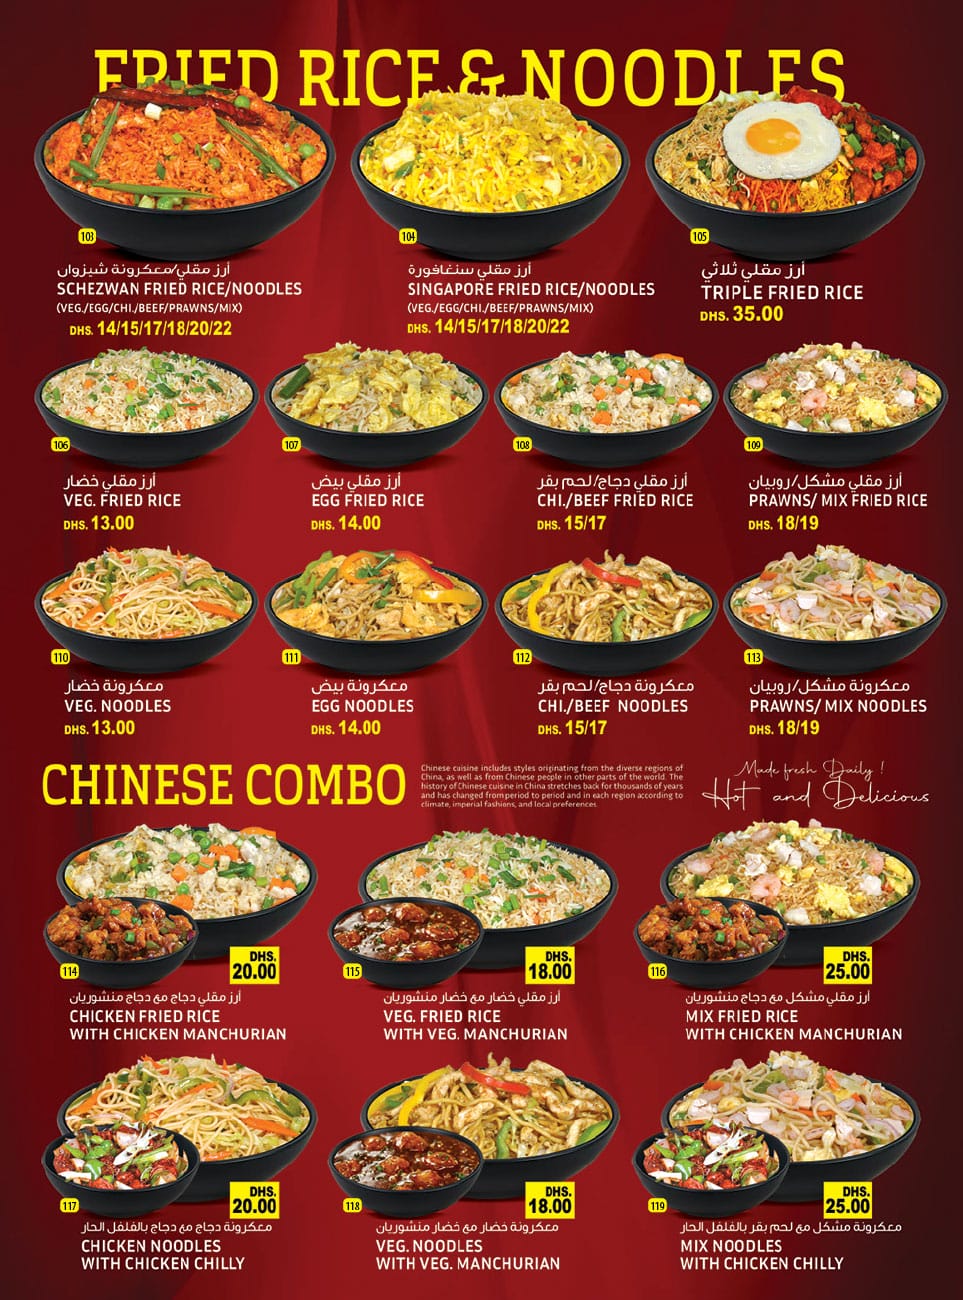 FRIED RICE & NOODLES
103
أرز مقلي/معكرونة شيزوان
SCHEZWAN FRIED RICE/NOODLES
(VEG./EGG/CHI./BEEF/PRAWNS/MIX)
DHS. 14/15/17/18/20/22
104
أرز مقلي سنغافورة
SINGAPORE FRIED RICE/NOODLES
(VEG./EGG/CHI./BEEF/PRAWNS/MIX)
DHS. 14/15/17/18/20/22
105
أرز مقلي ثلاثي
TRIPLE FRIED RICE
DHS. 35.00
106
أرز مقلي خضار
VEG. FRIED RICE
DHS. 13.00
107
أرز مقلي بيض
EGG FRIED RICE
DHS. 14.00
108
أرز مقلي دجاج/لحم بقر
CHI./BEEF FRIED RICE
DHS. 15/17
109
أرز مقلي مشكل/روبيان
PRAWNS/ MIX FRIED RICE
DHS. 18/19
110
معكرونة خضار
VEG. NOODLES
DHS. 13.00
111
معكرونة بيض
EGG NOODLES
DHS. 14.00
112
معكرونة دجاج/لحم بقر
CHI./BEEF NOODLES
DHS. 15/17
113
معكرونة مشكل/روبيان
PRAWNS/ MIX NOODLES
DHS. 18/19
CHINESE COMBO
Chinese cuisine includes styles originating from the diverse regions of
China, as well as from Chinese people in other parts of the world. The
history of Chinese cuisine in China stretches back for thousands of years
and has changed from period to period and in each region according to
climate, imperial fashions, and local preferences.
Made fresh Daily !
Hot and Delicious
114
DHS.
20.00
أرز مقلي دجاج مع دجاج منشوريان
CHICKEN FRIED RICE
WITH CHICKEN MANCHURIAN
115
DHS.
18.00
أرز مقلي خضار مع خضار منشوريان
VEG. FRIED RICE
WITH VEG. MANCHURIAN
116
DHS.
25.00
أرز مقلي مشكل مع دجاج منشوريان
MIX FRIED RICE
WITH CHICKEN MANCHURIAN
117
DHS.
20.00
معكرونة دجاج مع دجاج بالفلفل الحار
CHICKEN NOODLES
WITH CHICKEN CHILLY
118
DHS.
18.00
معكرونة خضار مع خضار منشوريان
VEG. NOODLES
WITH VEG. MANCHURIAN
119
DHS.
25.00
معكرونة مشكل مع لحم بقر بالفلفل الحار
MIX NOODLES
WITH CHICKEN CHILLY